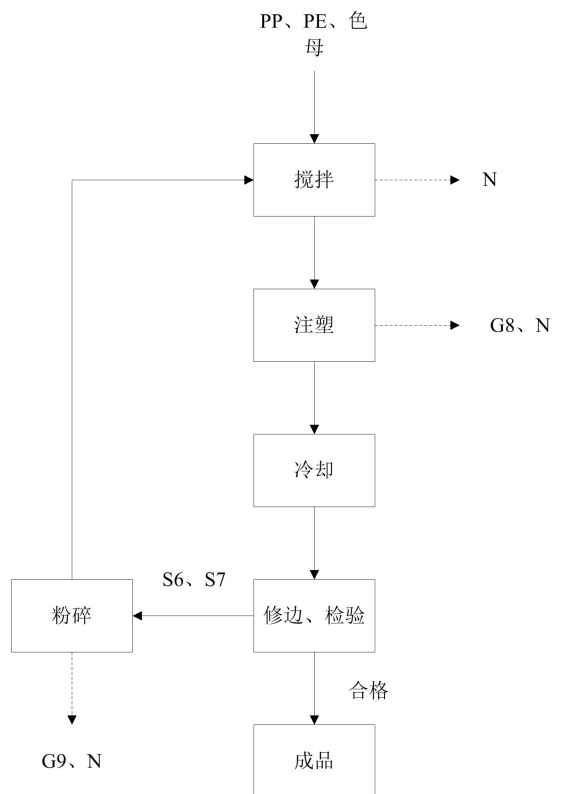 PP、PE、色
母
搅拌
N
注塑
G8、N
冷却
S6、S7
粉碎
修边、检验
合格
G9、N
成品